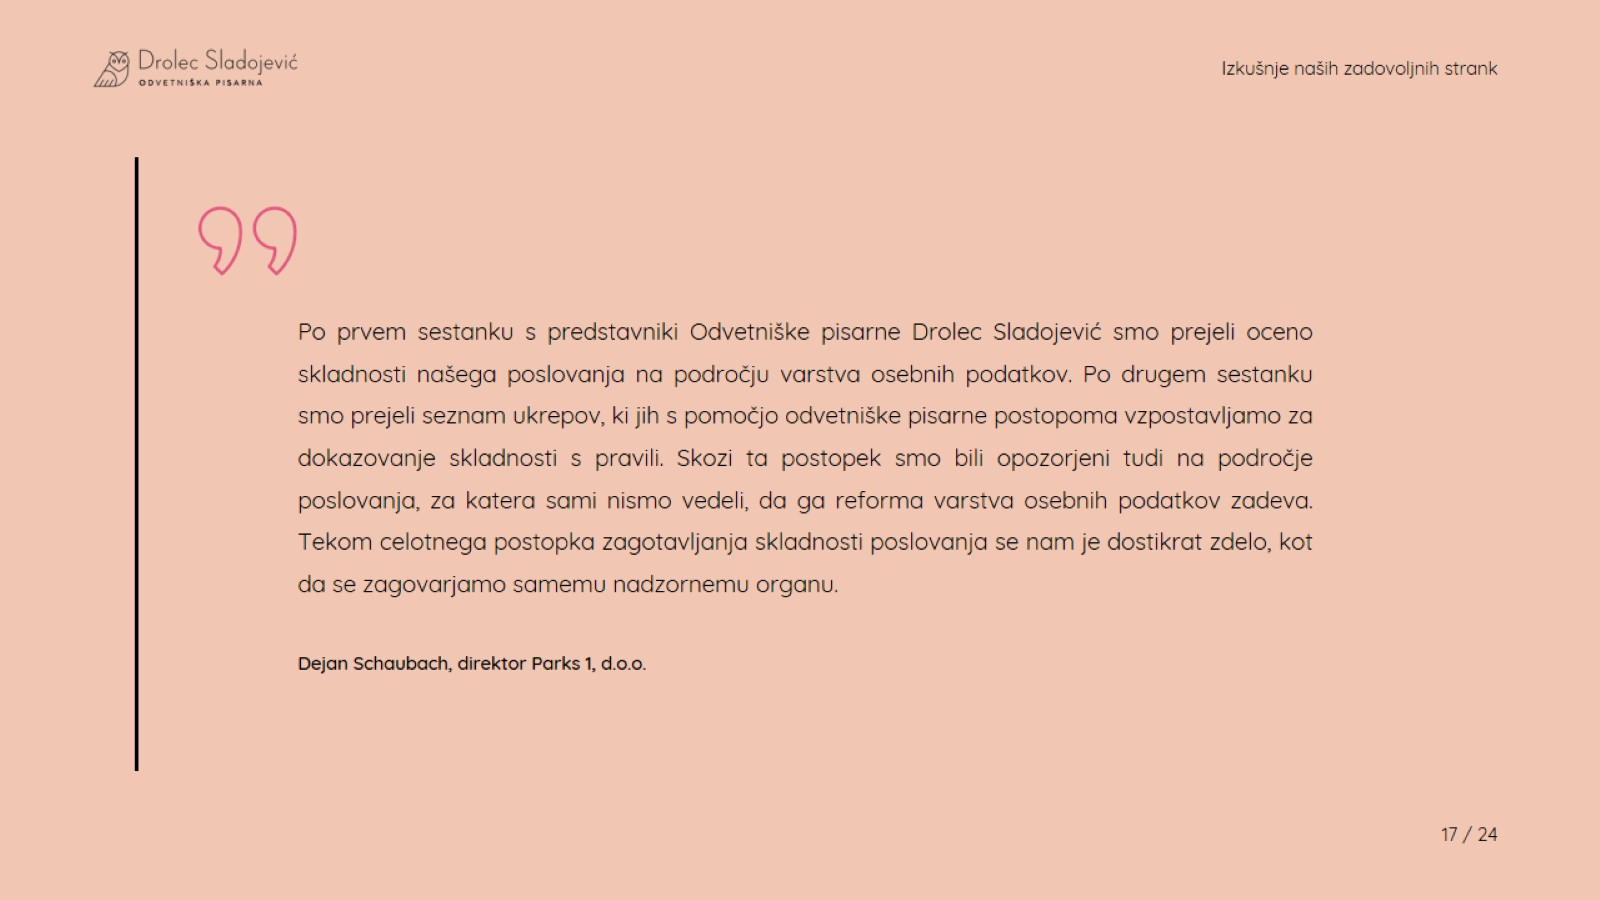 Drolec Sladojević
ODVETNIŠKA PISARNA
Izkušnje naših zadovoljnih strank
Po prvem sestanku s predstavniki Odvetniške pisarne Drolec Sladojević smo prejeli oceno
skladnosti našega poslovanja na področju varstva osebnih podatkov. Po drugem sestanku
smo prejeli seznam ukrepov, ki jih s pomočjo odvetniške pisarne postopoma vzpostavljamo za
dokazovanje skladnosti s pravili. Skozi ta postopek smo bili opozorjeni tudi na področje
poslovanja, za katera sami nismo vedeli, da ga reforma varstva osebnih podatkov zadeva.
Tekom celotnega postopka zagotavljanja skladnosti poslovanja se nam je dostikrat zdelo, kot
da se zagovarjamo samemu nadzornemu organu.
Dejan Schaubach, direktor Parks 1, d.o.o.
17 / 24